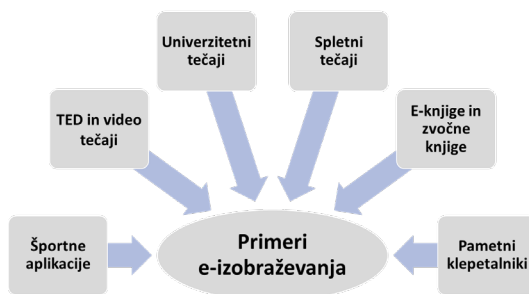 Univerzitetni
tečaji
Spletni
tečaji
TED in video
tečaji
E-knjige in
zvočne
knjige
Športne
aplikacije
Primeri
e-izobraževanja
Pametni
klepetalniki